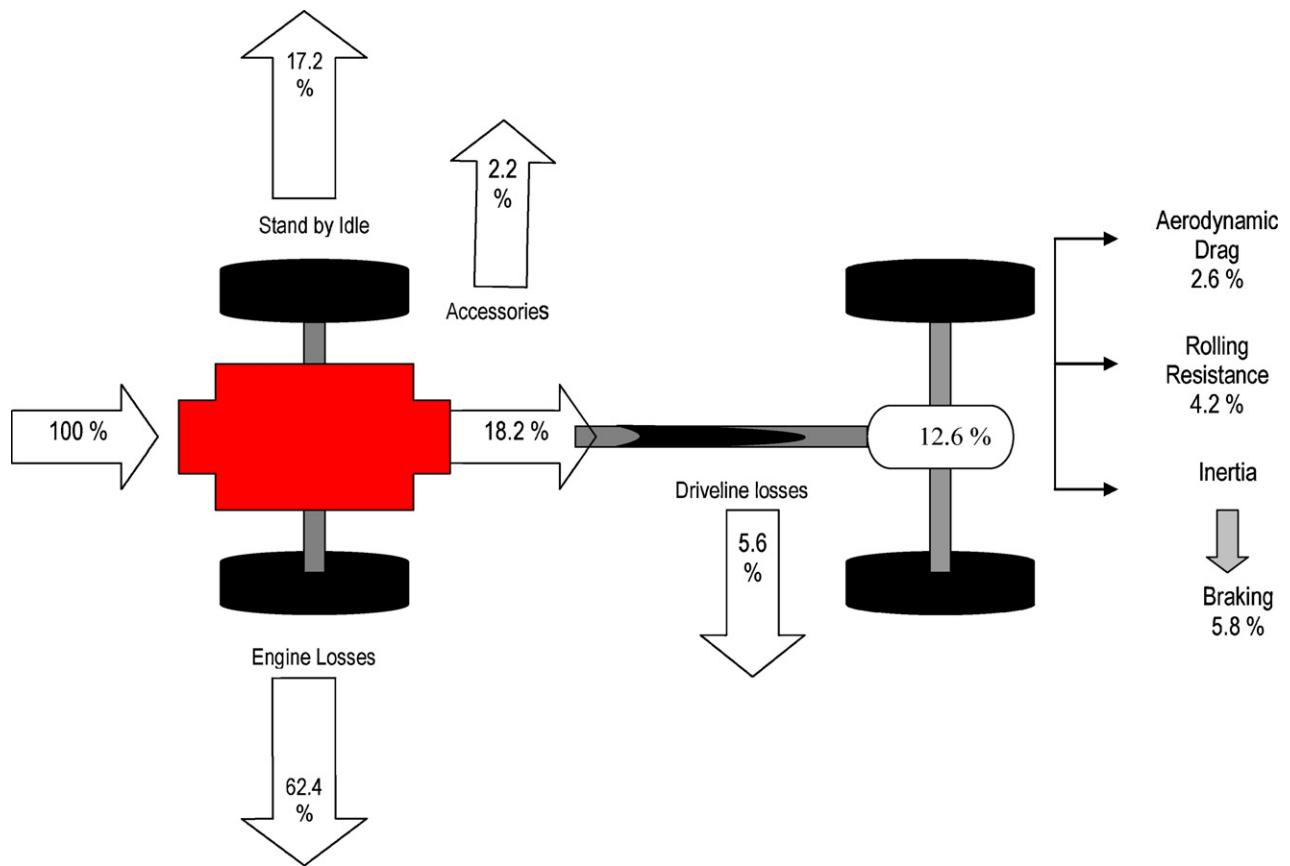 17.2
%
Stand by Idle
2.2
%
Accessories
100 %
18.2 %
12.6 %
Driveline losses
5.6
%
Engine Losses
62.4
%
Aerodynamic
Drag
2.6 %
Rolling
Resistance
4.2 %
Inertia
Braking
5.8 %